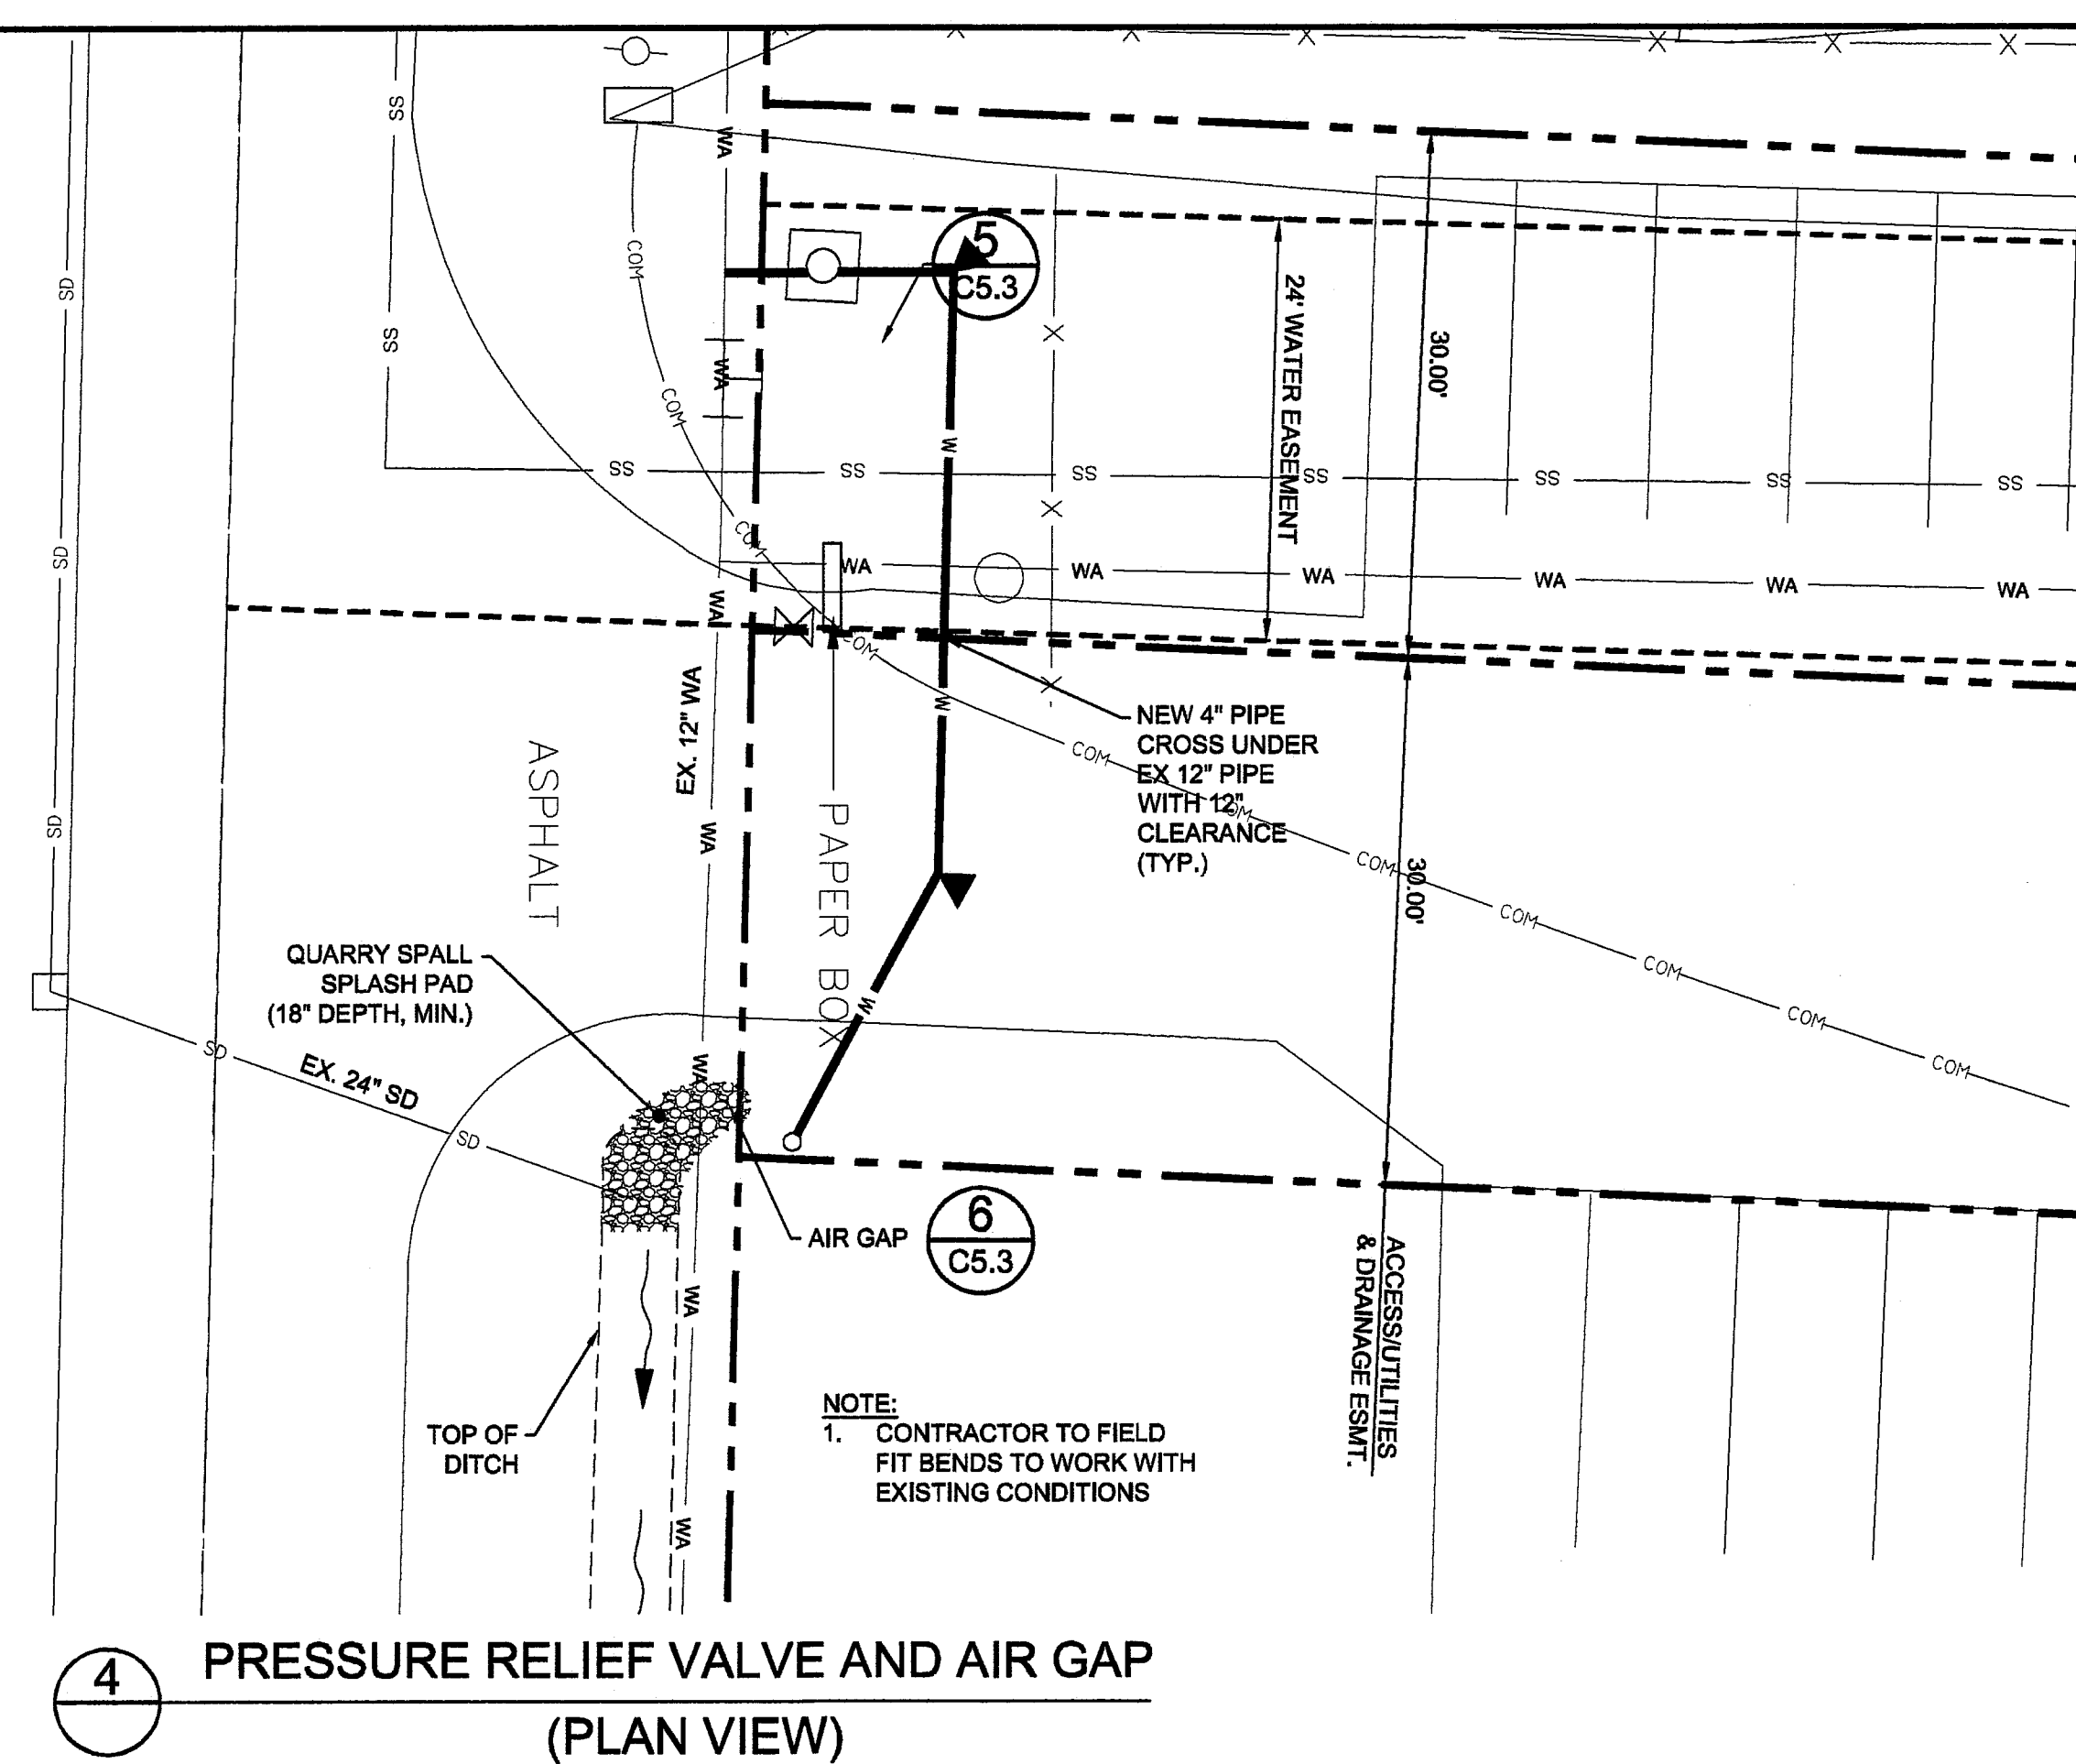 SS
WA
5
C5.3
SD
COM
24' WATER EASEMENT
30.00'
SS
WA
COM
W
X
SS
SS
SS
SS
SS
SS
SS
COM
SD
WA
WA
WA
WA
WA
WA
WA
COM
EX. 12" WA
W
NEW 4" PIPE
CROSS UNDER
EX 12" PIPE
WITH 12"
CLEARANCE
(TYP.)
COM
COM
ASPHALT
PAPER BOX
SD
WA
30.00'
COM
COM
COM
COM
COM
QUARRY SPALL
SPLASH PAD
(18" DEPTH, MIN.)
W
SD
EX. 24" SD
SD
WA
AIR GAP
6
C5.3
ACCESS/UTILITIES
& DRAINAGE ESMT.
WA
TOP OF
DITCH
NOTE:
1. CONTRACTOR TO FIELD
FIT BENDS TO WORK WITH
EXISTING CONDITIONS
WA
4
PRESSURE RELIEF VALVE AND AIR GAP
(PLAN VIEW)